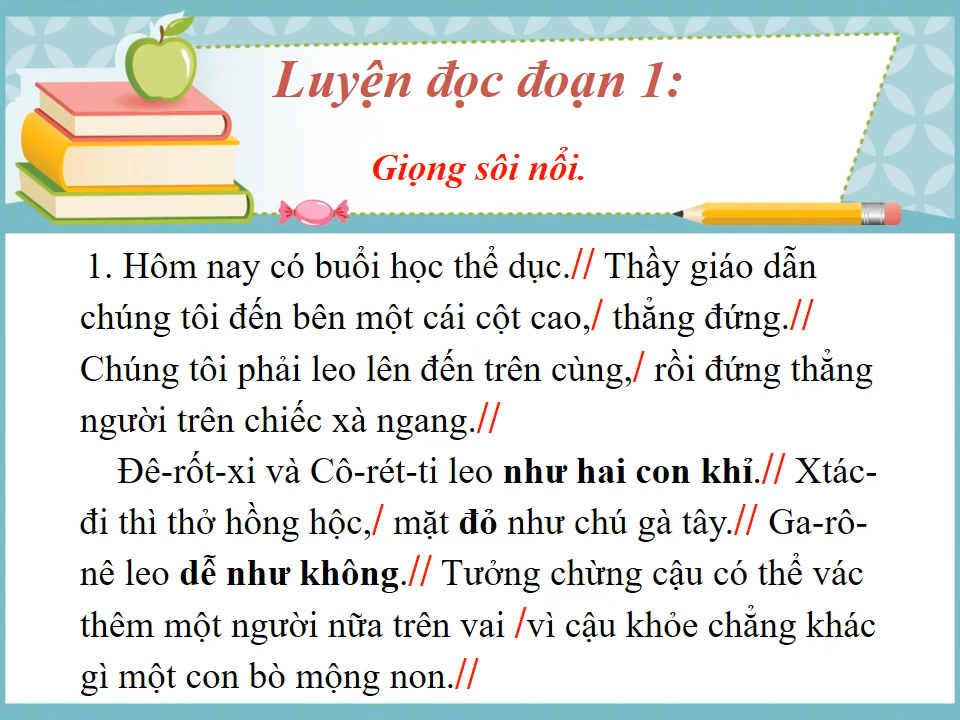 Luyện đọc đoạn 1:
Giọng sôi nổi.
1. Hôm nay có buổi học thể dục.// Thầy giáo dẫn
chúng tôi đến bên một cái cột cao,/ thẳng đứng.//
Chúng tôi phải leo lên đến trên cùng,/ rồi đứng thẳng
người trên chiếc xà ngang.//
Đê-rốt-xi và Cô-rét-ti leo như hai con khỉ.// Xtác-
đi thì thở hồng hộc,/ mặt đỏ như chú gà tây.// Ga-rô-
nê leo dễ như không.// Tưởng chừng cậu có thể vác
thêm một người nữa trên vai /vì cậu khỏe chẳng khác
gì một con bò mộng non.//